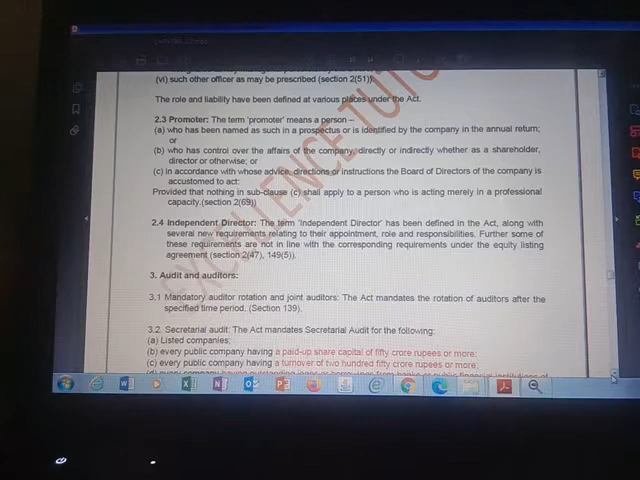 (vi) such other officer as may be prescribed (section 2(51)).
The role and liability have been defined at various places under the Act.
2.3 Promoter: The term 'promoter' means a person –
(a) who has been named as such in a prospectus or is identified by the company in the annual return;
or
(b) who has control over the affairs of the company, directly or indirectly whether as a shareholder,
director or otherwise; or
(c) in accordance with whose advice, directions or instructions the Board of Directors of the company is
accustomed to act:
Provided that nothing in sub-clause (c) shall apply to a person who is acting merely in a professional
capacity.(section 2(69))
2.4 Independent Director: The term 'Independent Director' has been defined in the Act, along with
several new requirements relating to their appointment, role and responsibilities. Further some of
these requirements are not in line with the corresponding requirements under the equity listing
agreement (section 2(47), 149(5)).
3. Audit and auditors:
3.1 Mandatory auditor rotation and joint auditors: The Act mandates the rotation of auditors after the
specified time period. (Section 139).
3.2. Secretarial audit: The Act mandates Secretarial Audit for the following:
(a) Listed companies;
(b) every public company having a paid-up share capital of fifty crore rupees or more;
(c) every public company having a turnover of two hundred fifty crore rupees or more;
EXCELLENCE TUTO